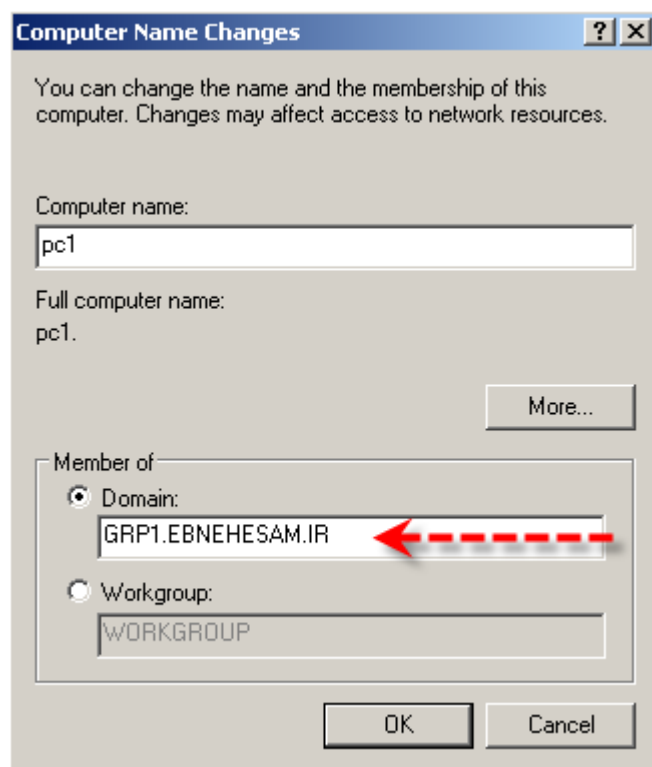 Computer Name Changes
You can change the name and the membership of this
computer. Changes may affect access to network resources.
Computer name:
pc1
Full computer name:
pc1.
More...
Member of
Domain:
GRP1.EBNEHESAM.IR
Workgroup:
WORKGROUP
OK
Cancel